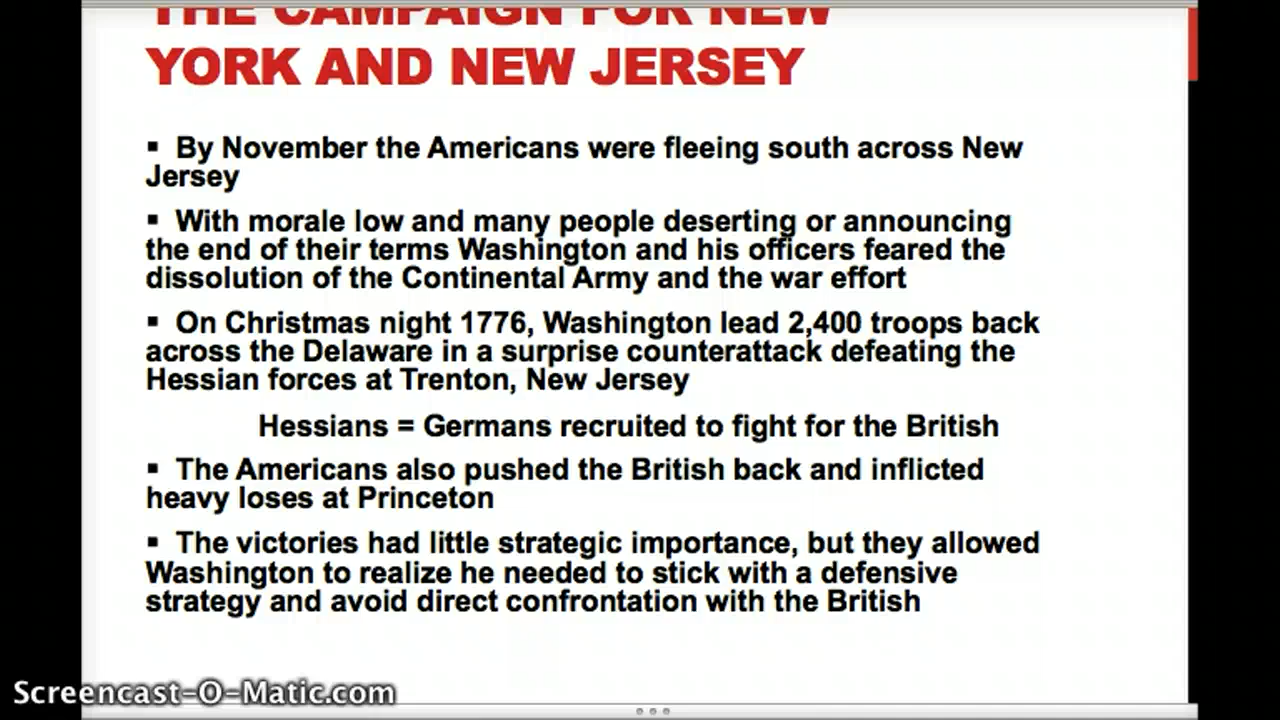 THE CAMPAIGN FOR NEW
YORK AND NEW JERSEY
▪ By November the Americans were fleeing south across New
Jersey
▪ With morale low and many people deserting or announcing
the end of their terms Washington and his officers feared the
dissolution of the Continental Army and the war effort
▪ On Christmas night 1776, Washington lead 2,400 troops back
across the Delaware in a surprise counterattack defeating the
Hessian forces at Trenton, New Jersey
Hessians = Germans recruited to fight for the British
▪ The Americans also pushed the British back and inflicted
heavy loses at Princeton
▪ The victories had little strategic importance, but they allowed
Washington to realize he needed to stick with a defensive
strategy and avoid direct confrontation with the British
Screencast-O-Matic.com